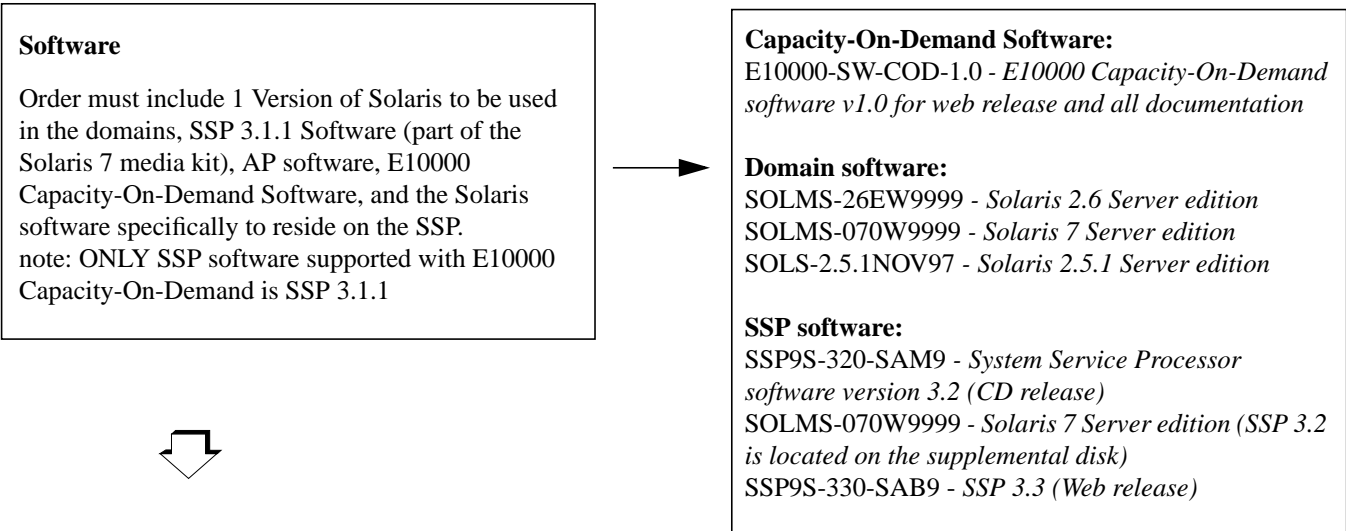 Software
Order must include 1 Version of Solaris to be used
in the domains, SSP 3.1.1 Software (part of the
Solaris 7 media kit), AP software, E10000
Capacity-On-Demand Software, and the Solaris
software specifically to reside on the SSP.
note: ONLY SSP software supported with E10000
Capacity-On-Demand is SSP 3.1.1
Capacity-On-Demand Software:
E10000-SW-COD-1.0 - E10000 Capacity-On-Demand
software v1.0 for web release and all documentation
Domain software:
SOLMS-26EW9999 - Solaris 2.6 Server edition
SOLMS-070W9999 - Solaris 7 Server edition
SOLS-2.5.1NOV97 - Solaris 2.5.1 Server edition
SSP software:
SSP9S-320-SAM9 - System Service Processor
software version 3.2 (CD release)
SOLMS-070W9999 - Solaris 7 Server edition (SSP 3.2
is located on the supplemental disk)
SSP9S-330-SAB9 - SSP 3.3 (Web release)